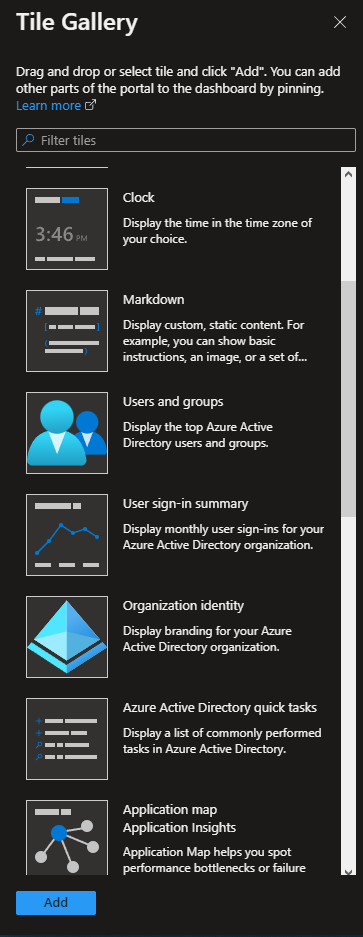 Tile Gallery
Drag and drop or select tile and click "Add". You can add
other parts of the portal to the dashboard by pinning.
Learn more
Filter tiles
3:46 PM
Clock
Display the time in the time zone of
your choice.
#
Markdown
Display custom, static content. For
example, you can show basic
instructions, an image, or a set of...
Users and groups
Display the top Azure Active
Directory users and groups.
User sign-in summary
Display monthly user sign-ins for your
Azure Active Directory organization.
Organization identity
Display branding for your Azure
Active Directory organization.
Azure Active Directory quick tasks
Display a list of commonly performed
tasks in Azure Active Directory.
Application map
Application Insights
Application Map helps you spot
performance bottlenecks or failure
Add